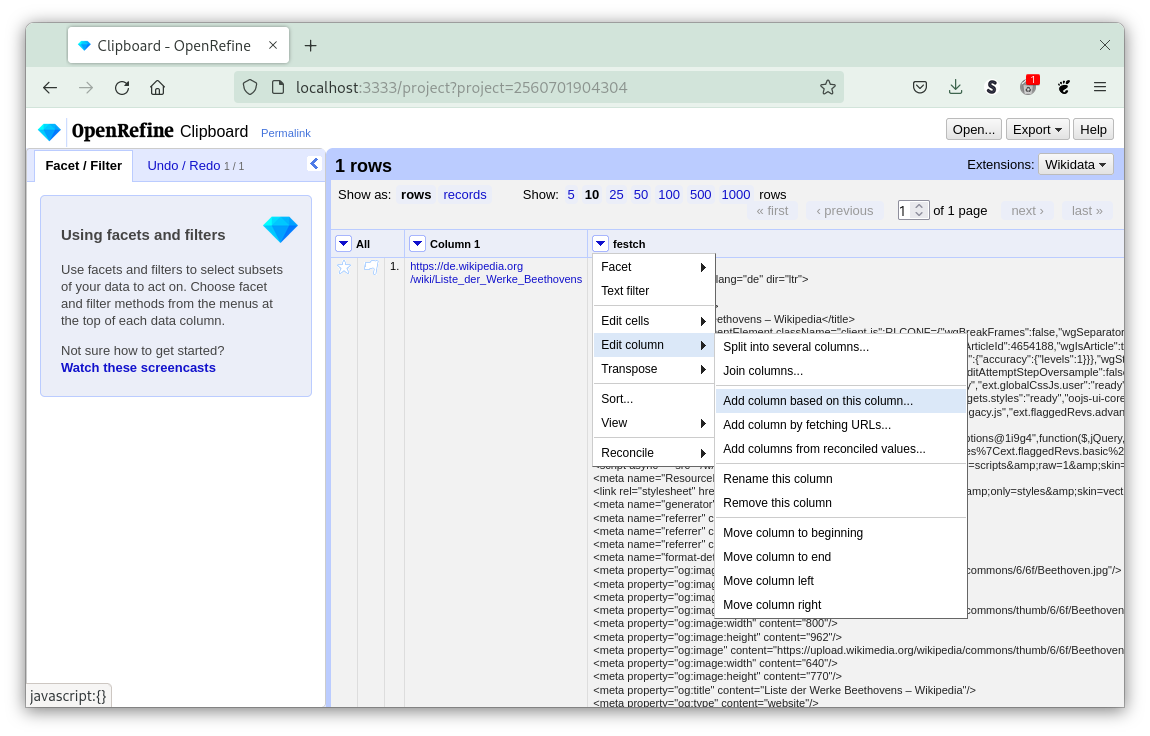 Clipboard - OpenRefine
localhost:3333/project?project=2560701904304
S
1
OpenRefine Clipboard Permalink
Open... Export Help
Facet / Filter Undo / Redo 1 / 1
1 rows
Extensions: Wikidata
Show as: rows records Show: 5 10 25 50 100 500 1000 rows
« first ‹ previous 1 of 1 page next › last »
Using facets and filters
Use facets and filters to select subsets
of your data to act on. Choose facet
and filter methods from the menus at
the top of each data column.
Not sure how to get started?
Watch these screencasts
All Column 1 festch
1. https://de.wikipedia.org
/wiki/Liste_der_Werke_Beethovens
Facet
Text filter
Edit cells
Edit column
Transpose
Sort...
View
Reconcile
Split into several columns...
Join columns...
Add column based on this column...
Add column by fetching URLs...
Add columns from reconciled values...
Rename this column
Remove this column
Move column to beginning
Move column to end
Move column left
Move column right
lang="de" dir="ltr">
>
ethovens – Wikipedia</title>
ArticleId":4654188,"wgIsArticle":t
":{"accuracy":{"levels":1}}},"wgSt
ditAttemptStepOversample":false
y","ext.globalCssJs.user":"ready"
gets.styles":"ready","oojs-ui-core
gacy.js","ext.flaggedRevs.advan
ptions@1i9g4",function($,jQuery,
es%7Cext.flaggedRevs.basic%2
=scripts&amp;raw=1&amp;skin=
<meta name="Resourcel
<link rel="stylesheet" hre
amp;only=styles&amp;skin=vect
<meta name="generator"
<meta name="referrer" c
<meta name="referrer" c
<meta name="referrer" c
<meta name="format-det
<meta property="og:imag
commons/6/6f/Beethoven.jpg"/>
<meta property="og:imag
<meta property="og:imag
<meta property="og:imag
commons/thumb/6/6f/Beethoven
<meta property="og:image:width" content="800"/>
<meta property="og:image:height" content="962"/>
<meta property="og:image" content="https://upload.wikimedia.org/wikipedia/commons/thumb/6/6f/Beethoven
<meta property="og:image:width" content="640"/>
<meta property="og:image:height" content="770"/>
<meta property="og:title" content="Liste der Werke Beethovens – Wikipedia"/>
<meta property="og:type" content="website"/>
javascript:{}